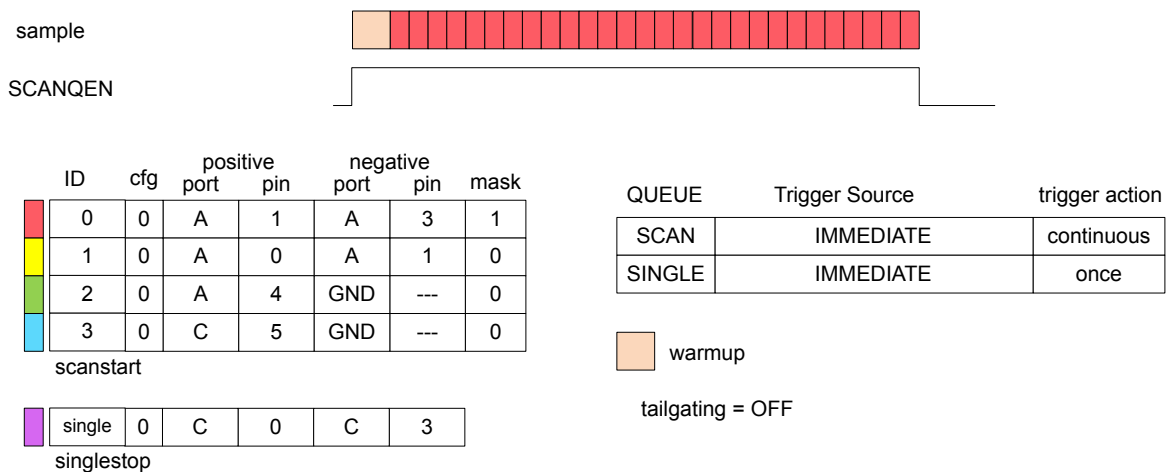 sample
SCANQEN
positive negative
ID cfg port pin port pin mask
0 0 A 1 A 3 1
1 0 A 0 A 1 0
2 0 A 4 GND --- 0
3 0 C 5 GND --- 0
scanstart
single 0 C 0 C 3
singlestop
QUEUE Trigger Source trigger action
SCAN IMMEDIATE continuous
SINGLE IMMEDIATE once
warmup
tailgating = OFF